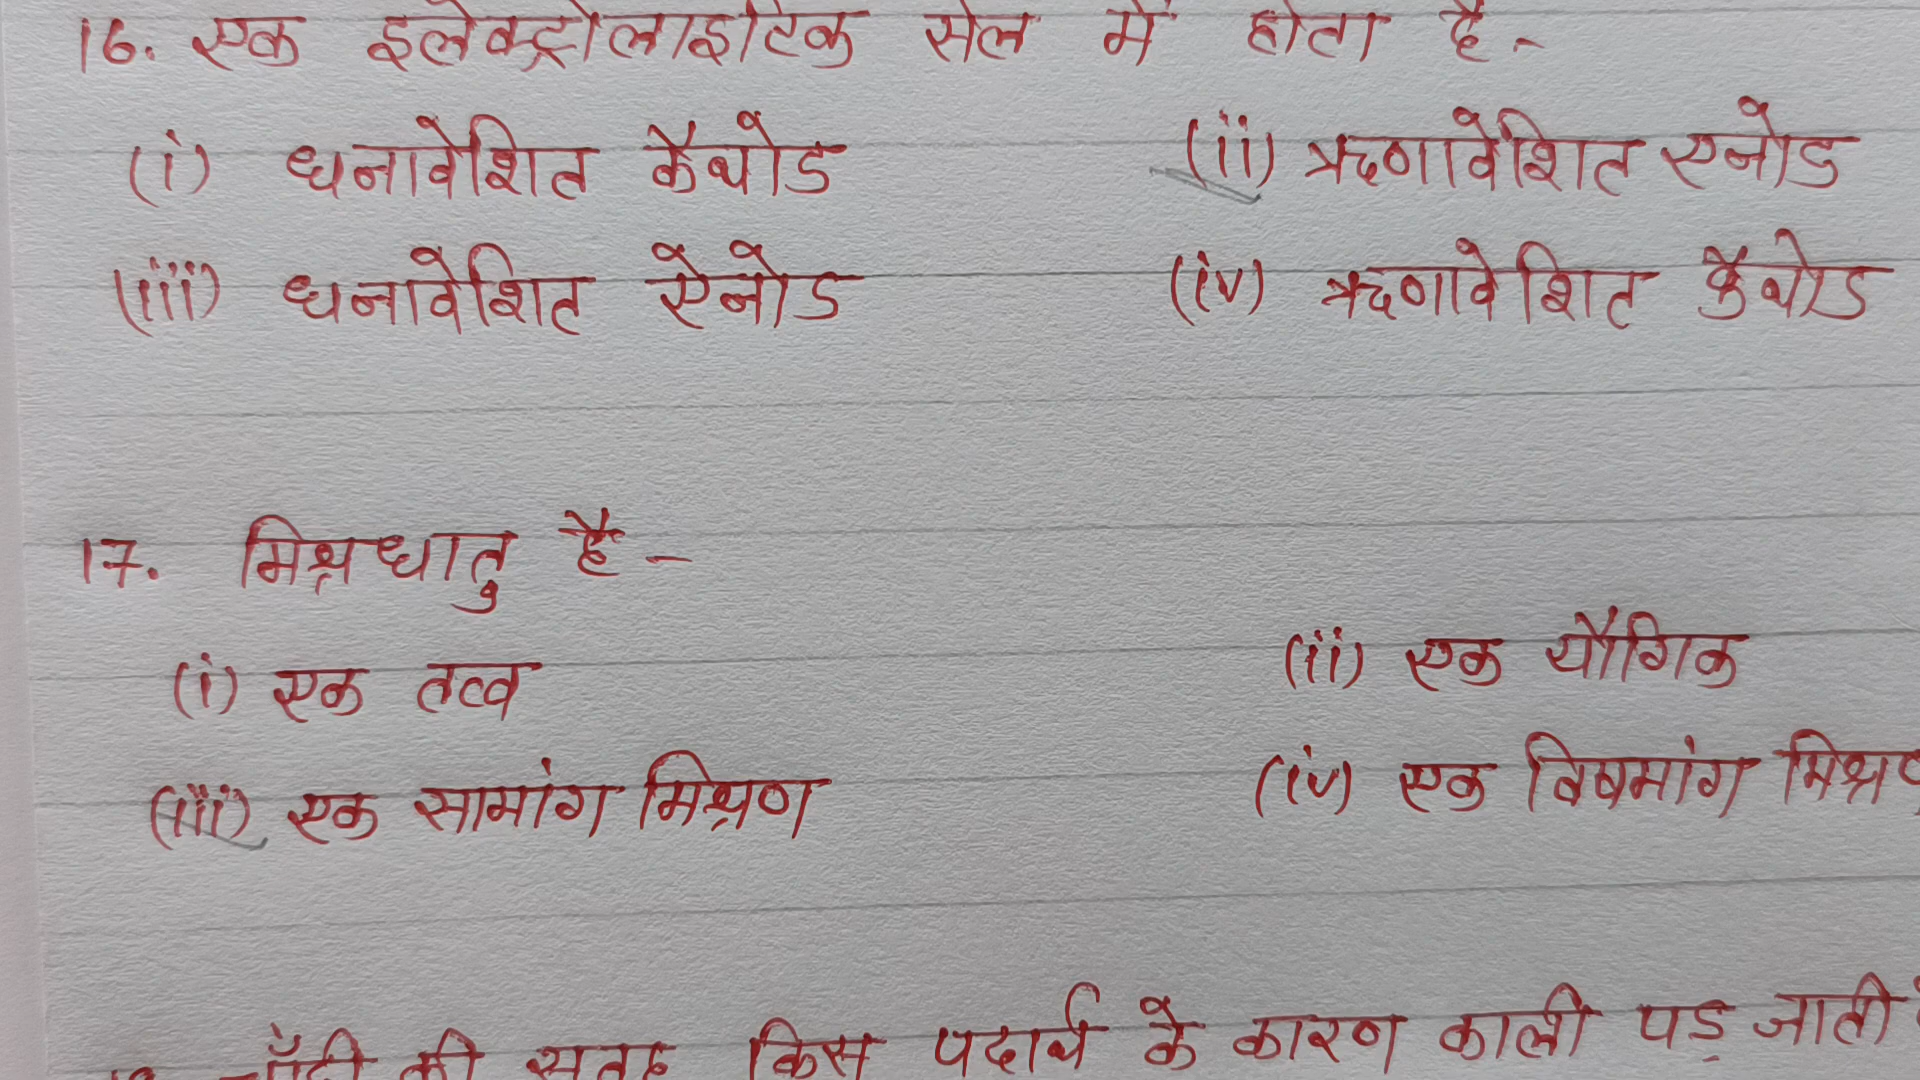 16. एक इलेक्ट्रोलाइटिक सेल में होता है -
(i) धनावेशित कैथोड (ii) ऋणावेशित एनोड
(iii) धनावेशित ऐनोड (iv) ऋणावेशित कैथोड
17. मिश्रधातु है -
(i) एक तत्व (ii) एक यौगिक
(iii) एक सामांग मिश्रण (iv) एक विषमांग
की सतह किस पदार्थ के कारण काली पड़ जाती